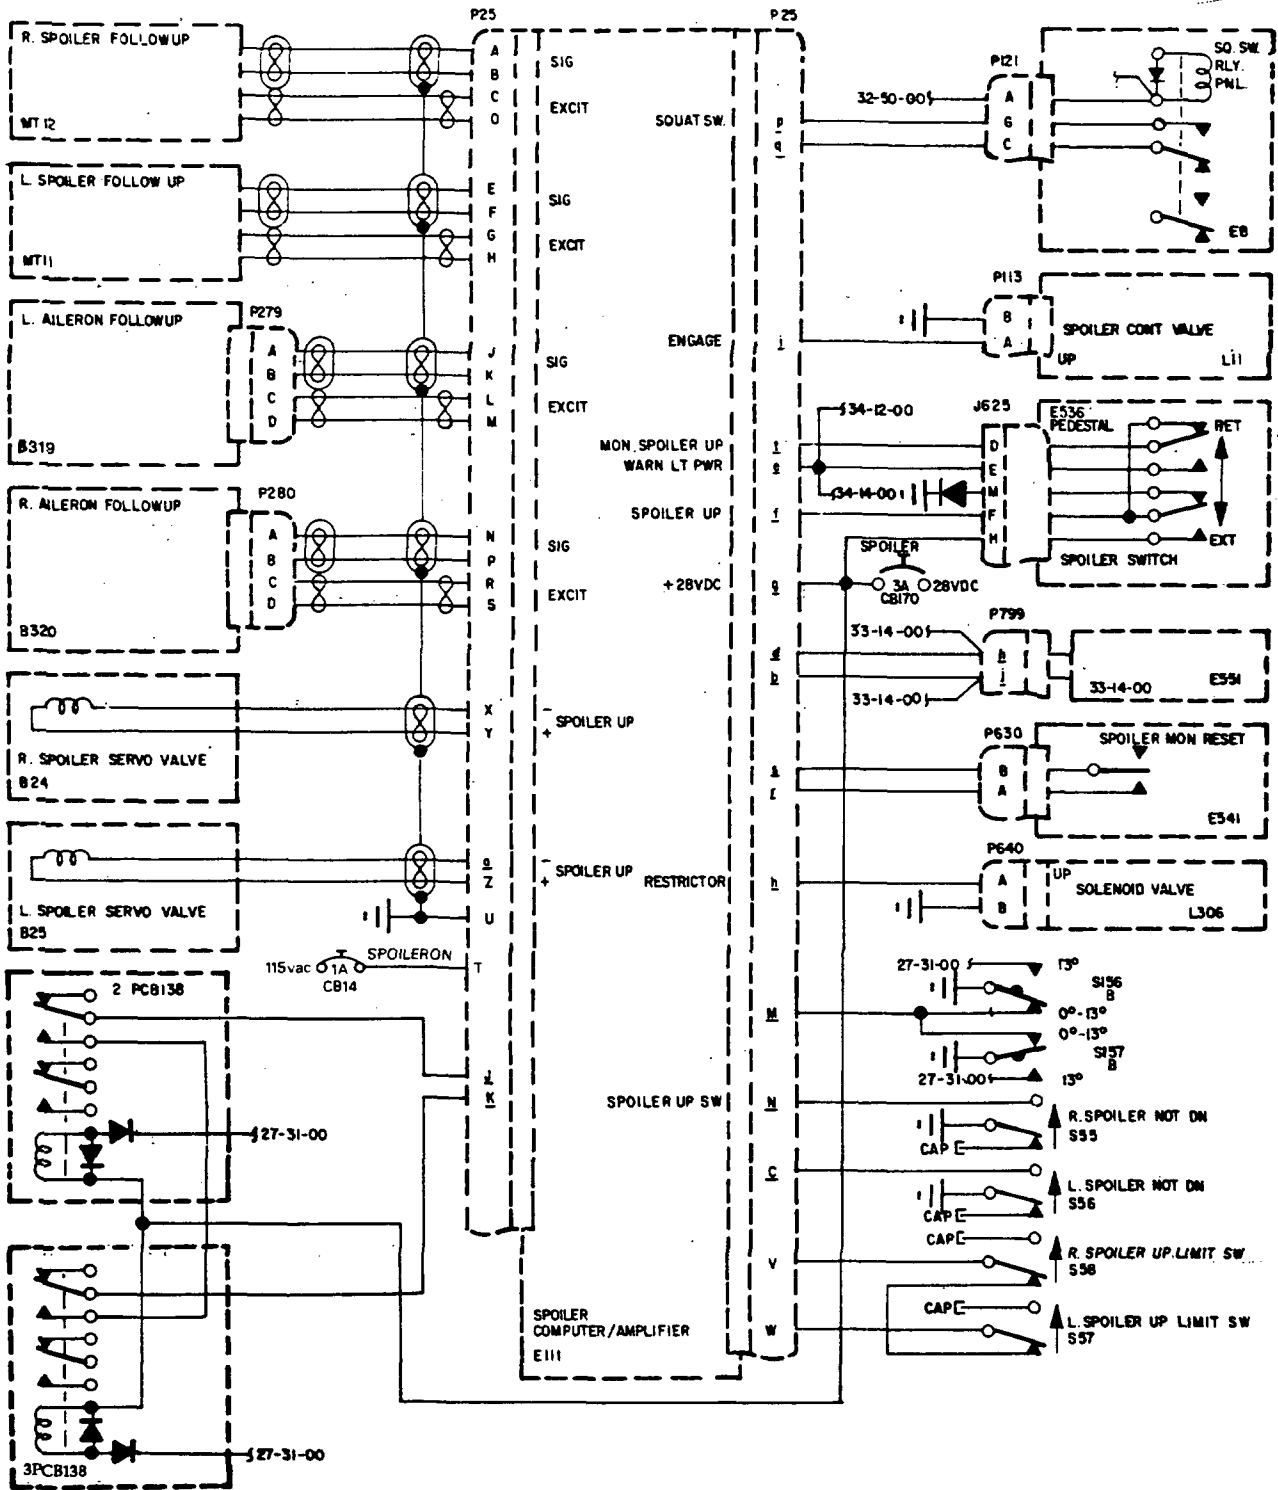 P25
P25
R. SPOILER FOLLOWUP
MT12
A
B
C
D
SIG
EXCIT
L. SPOILER FOLLOW UP
MT11
E
F
G
H
SIG
EXCIT
L. AILERON FOLLOWUP
B319
P279
A
B
C
D
J
K
L
M
SIG
EXCIT
R. AILERON FOLLOWUP
B320
P280
A
B
C
D
N
P
R
S
SIG
EXCIT
R. SPOILER SERVO VALVE
B24
X
Y
-
+
SPOILER UP
L. SPOILER SERVO VALVE
B25
a
Z
-
+
SPOILER UP
U
115vac
1A
CB14
SPOILERON
T
2 PCB138
27-31-00
K
3PCB138
27-31-00
SPOILER
COMPUTER/AMPLIFIER
E111
SQUAT SW.
p
q
32-50-00
P121
A
G
C
SQ. SW.
RLY.
PNL.
E8
ENGAGE
i
P113
B
A
UP
SPOILER CONT VALVE
L11
MON. SPOILER UP
WARN LT PWR
SPOILER UP
+28VDC
e
f
34-12-00
34-14-00
J625
D
E
M
F
H
E536
PEDESTAL
RET
EXT
SPOILER SWITCH
SPOILER
3A
CB170
28VDC
d
b
33-14-00
33-14-00
P799
h
j
33-14-00
E551
r
P630
B
A
SPOILER MON RESET
E541
RESTRICTOR
h
P640
A
B
UP
SOLENOID VALVE
L306
M
27-31-00
13°
S156
B
0°-13°
0°-13°
S157
B
27-31-00
13°
SPOILER UP SW
N
R. SPOILER NOT DN
S55
CAP
C
L. SPOILER NOT DN
S56
CAP
V
CAP
R. SPOILER UP. LIMIT SW
S58
W
CAP
L. SPOILER UP LIMIT SW
S57